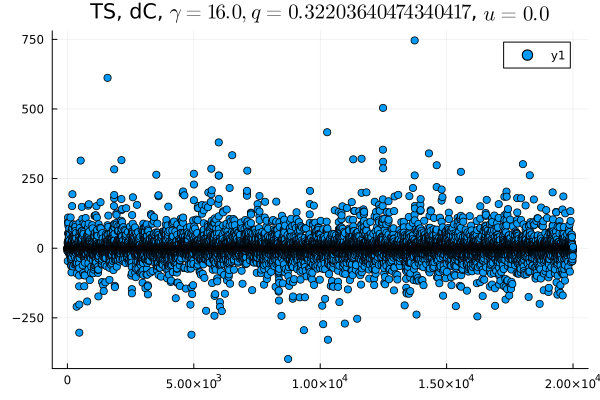 TS, dC, γ = 16.0, q = 0.32203640474340417, u = 0.0
750
y1
500
250
0
−250
0 5.00×10³ 1.00×10⁴ 1.50×10⁴ 2.00×10⁴